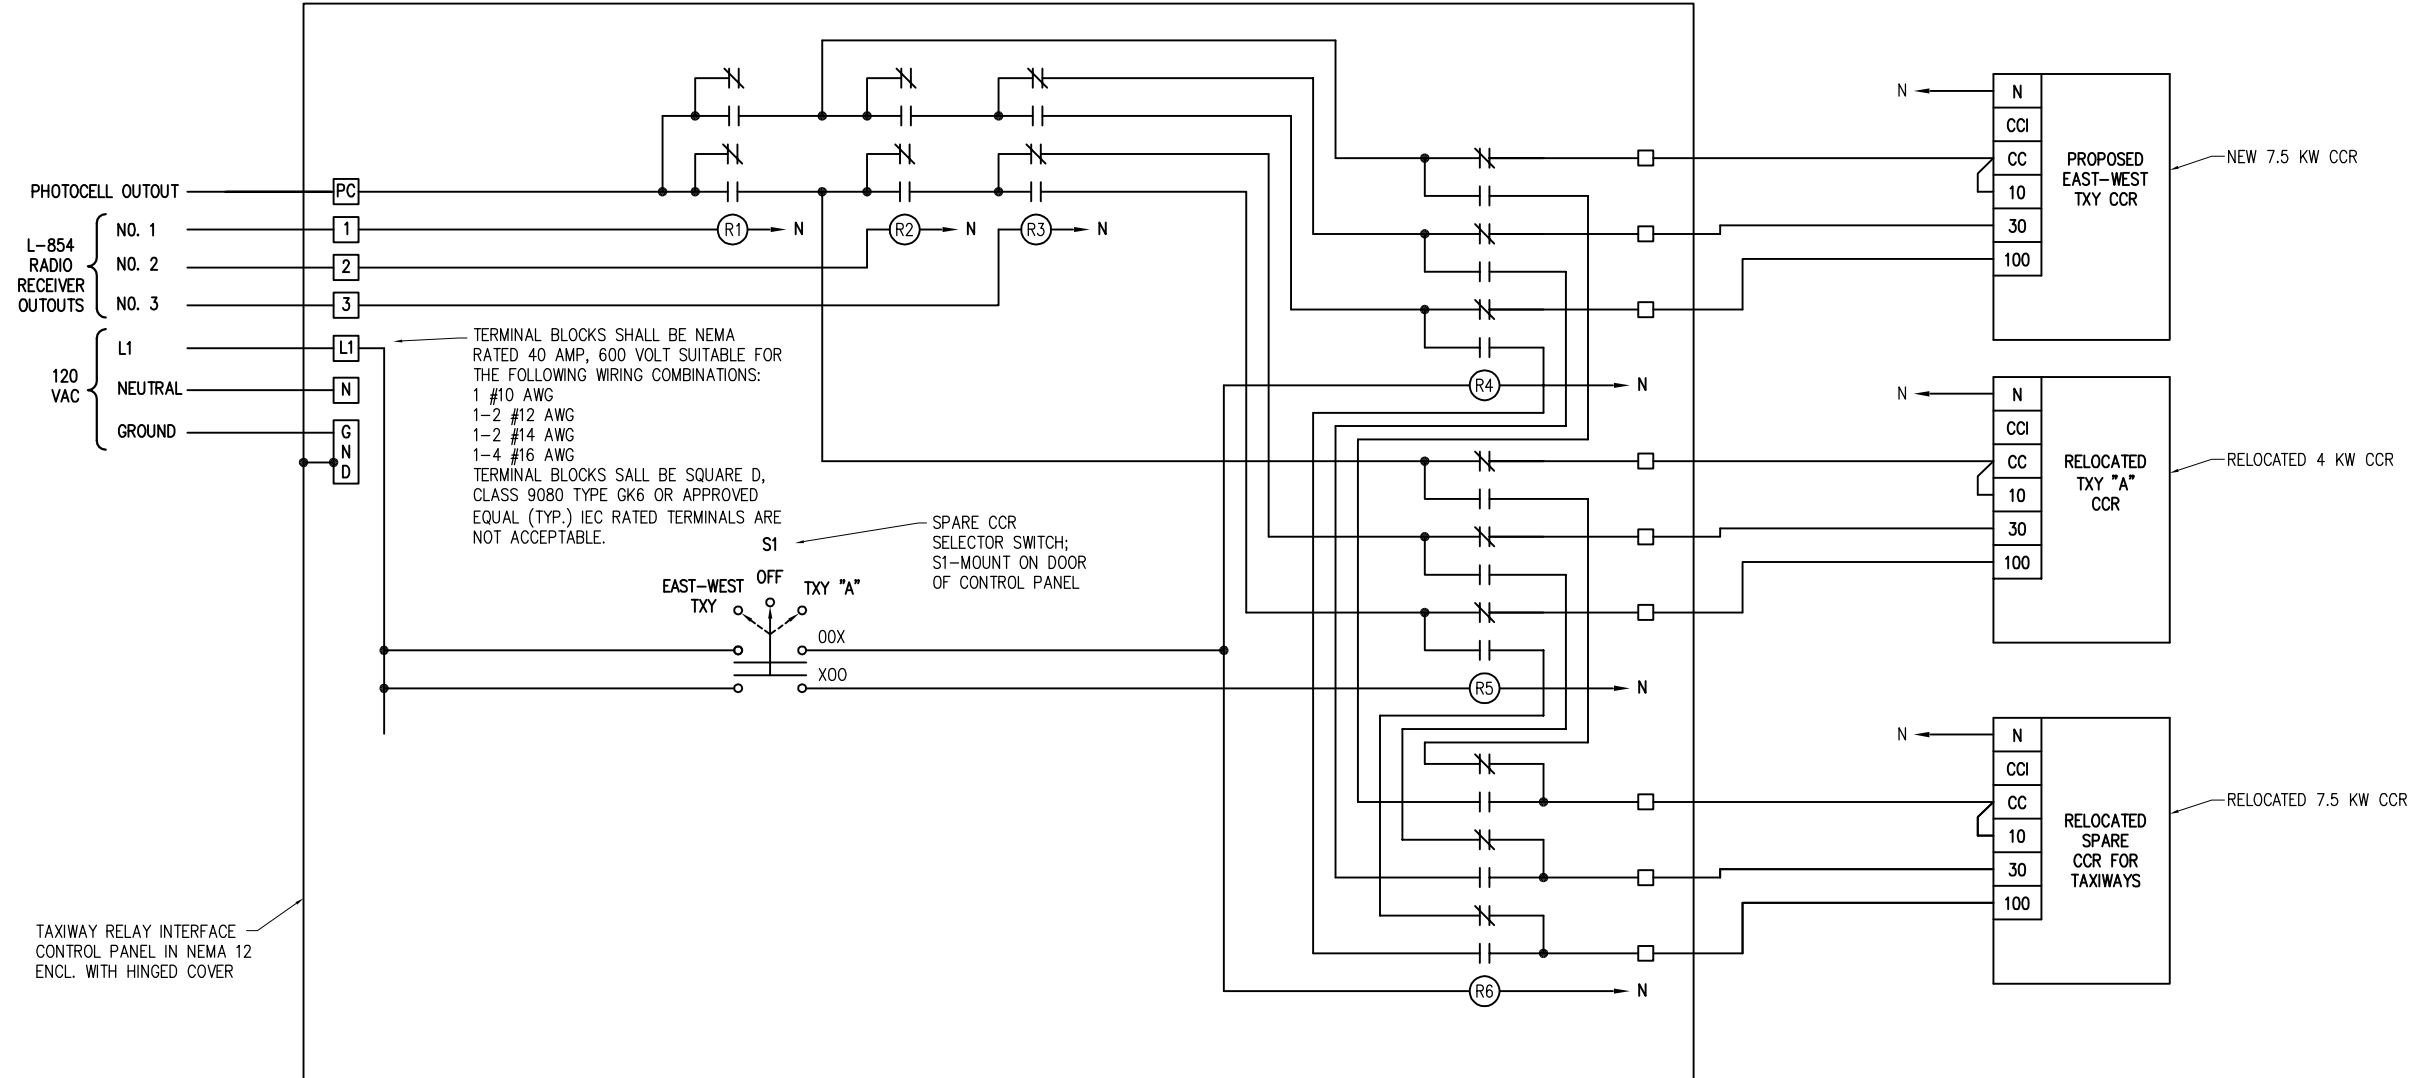 PHOTOCELL OUTOUT
PC
L-854
RADIO
RECEIVER
OUTOUTS
NO. 1
1
NO. 2
2
NO. 3
3
120
VAC
L1
L1
NEUTRAL
N
GROUND
G
N
D
R1
N
R2
N
R3
N
TERMINAL BLOCKS SHALL BE NEMA
RATED 40 AMP, 600 VOLT SUITABLE FOR
THE FOLLOWING WIRING COMBINATIONS:
1 #10 AWG
1-2 #12 AWG
1-2 #14 AWG
1-4 #16 AWG
TERMINAL BLOCKS SALL BE SQUARE D,
CLASS 9080 TYPE GK6 OR APPROVED
EQUAL (TYP.) IEC RATED TERMINALS ARE
NOT ACCEPTABLE.
S1
SPARE CCR
SELECTOR SWITCH;
S1-MOUNT ON DOOR
OF CONTROL PANEL
EAST-WEST
TXY
OFF
TXY "A"
OOX
XOO
R4
N
R5
N
R6
N
N
N
CCI
CC
10
30
100
PROPOSED
EAST-WEST
TXY CCR
NEW 7.5 KW CCR
N
N
CCI
CC
10
30
100
RELOCATED
TXY "A"
CCR
RELOCATED 4 KW CCR
N
N
CCI
CC
10
30
100
RELOCATED
SPARE
CCR FOR
TAXIWAYS
RELOCATED 7.5 KW CCR
TAXIWAY RELAY INTERFACE
CONTROL PANEL IN NEMA 12
ENCL. WITH HINGED COVER